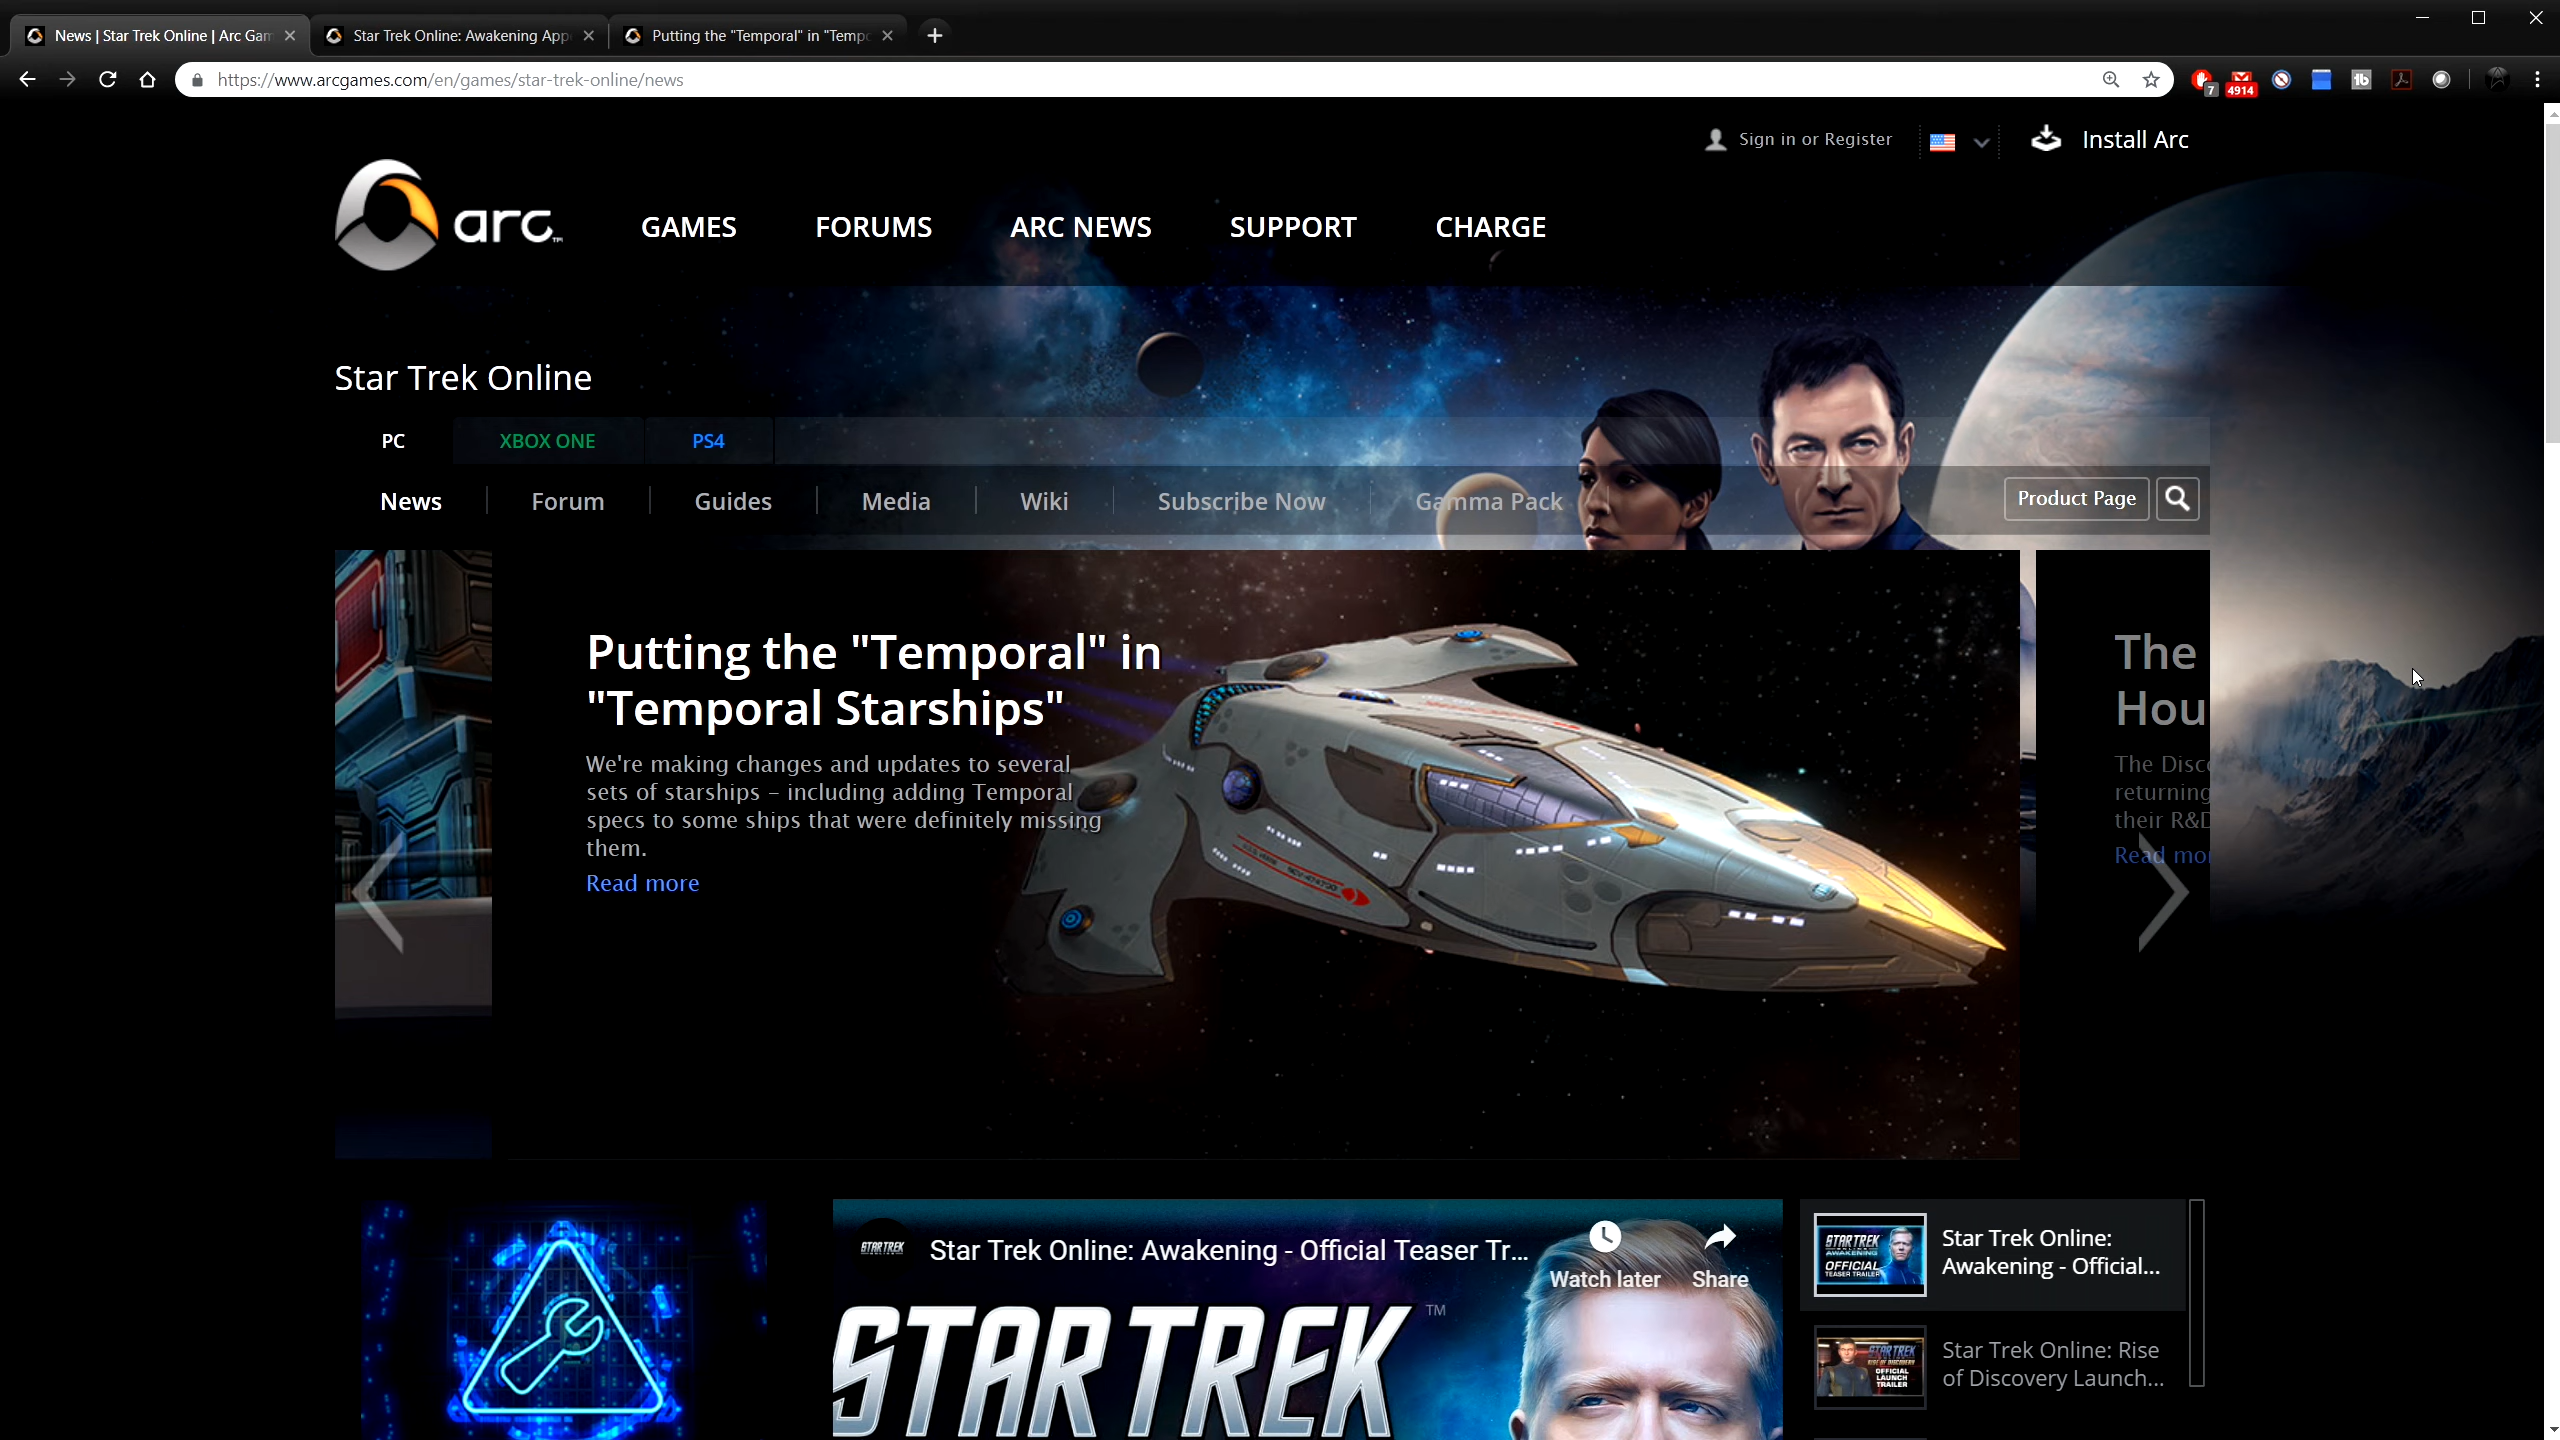 News | Star Trek Online | Arc Gam
Star Trek Online: Awakening App
Putting the "Temporal" in "Tempo
https://www.arcgames.com/en/games/star-trek-online/news
7
4914
Sign in or Register
Install Arc
arc
TM
GAMES
FORUMS
ARC NEWS
SUPPORT
CHARGE
Star Trek Online
PC
XBOX ONE
PS4
News
Forum
Guides
Media
Wiki
Subscribe Now
Gamma Pack
Product Page
Putting the "Temporal" in
"Temporal Starships"
We're making changes and updates to several
sets of starships – including adding Temporal
specs to some ships that were definitely missing
them.
Read more
The
Hou
The Disc
returning
their R&D
Read mor
STAR TREK
Star Trek Online: Awakening - Official Teaser Tr...
Watch later
Share
STAR TREK
TM
STAR TREK
AWAKENING
OFFICIAL
TEASER TRAILER
Star Trek Online:
Awakening - Official...
STAR TREK
RISE OF DISCOVERY
OFFICIAL
LAUNCH
TRAILER
Star Trek Online: Rise
of Discovery Launch...